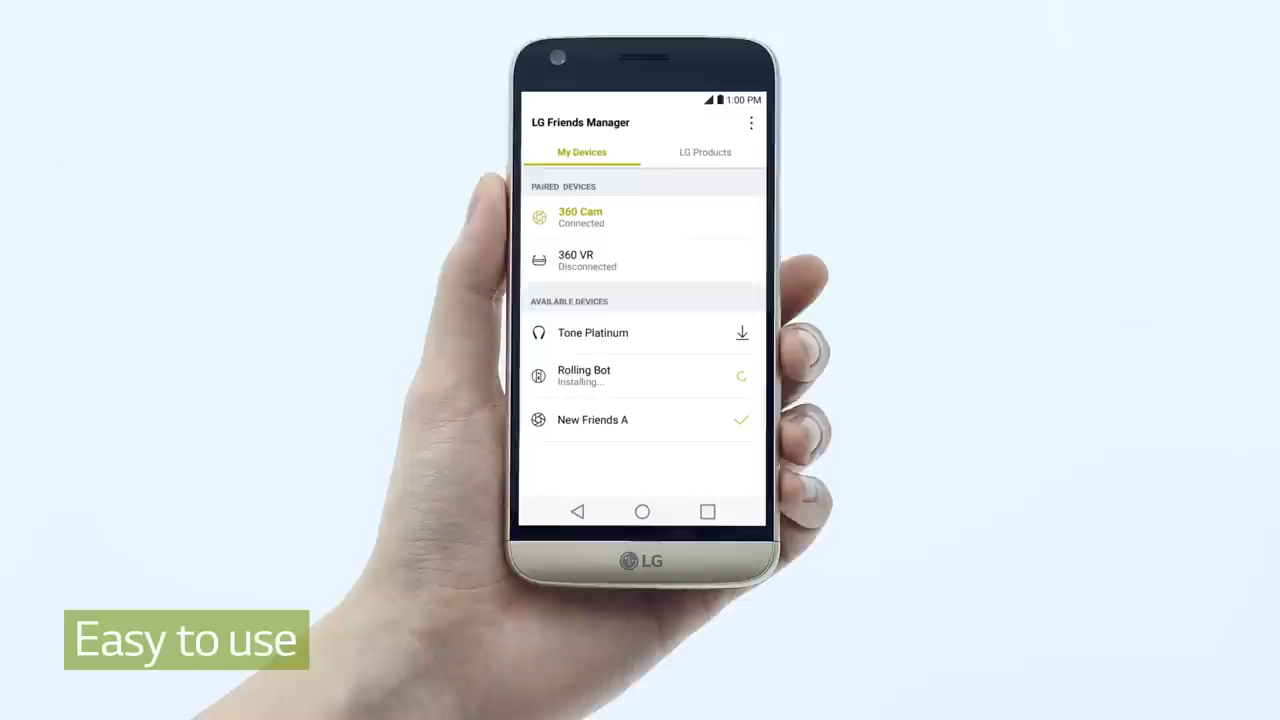 1:00 PM
LG Friends Manager
My Devices
LG Products
PAIRED DEVICES
360 Cam
Connected
360 VR
Disconnected
AVAILABLE DEVICES
Tone Platinum
Rolling Bot
Installing...
New Friends A
LG
Easy to use